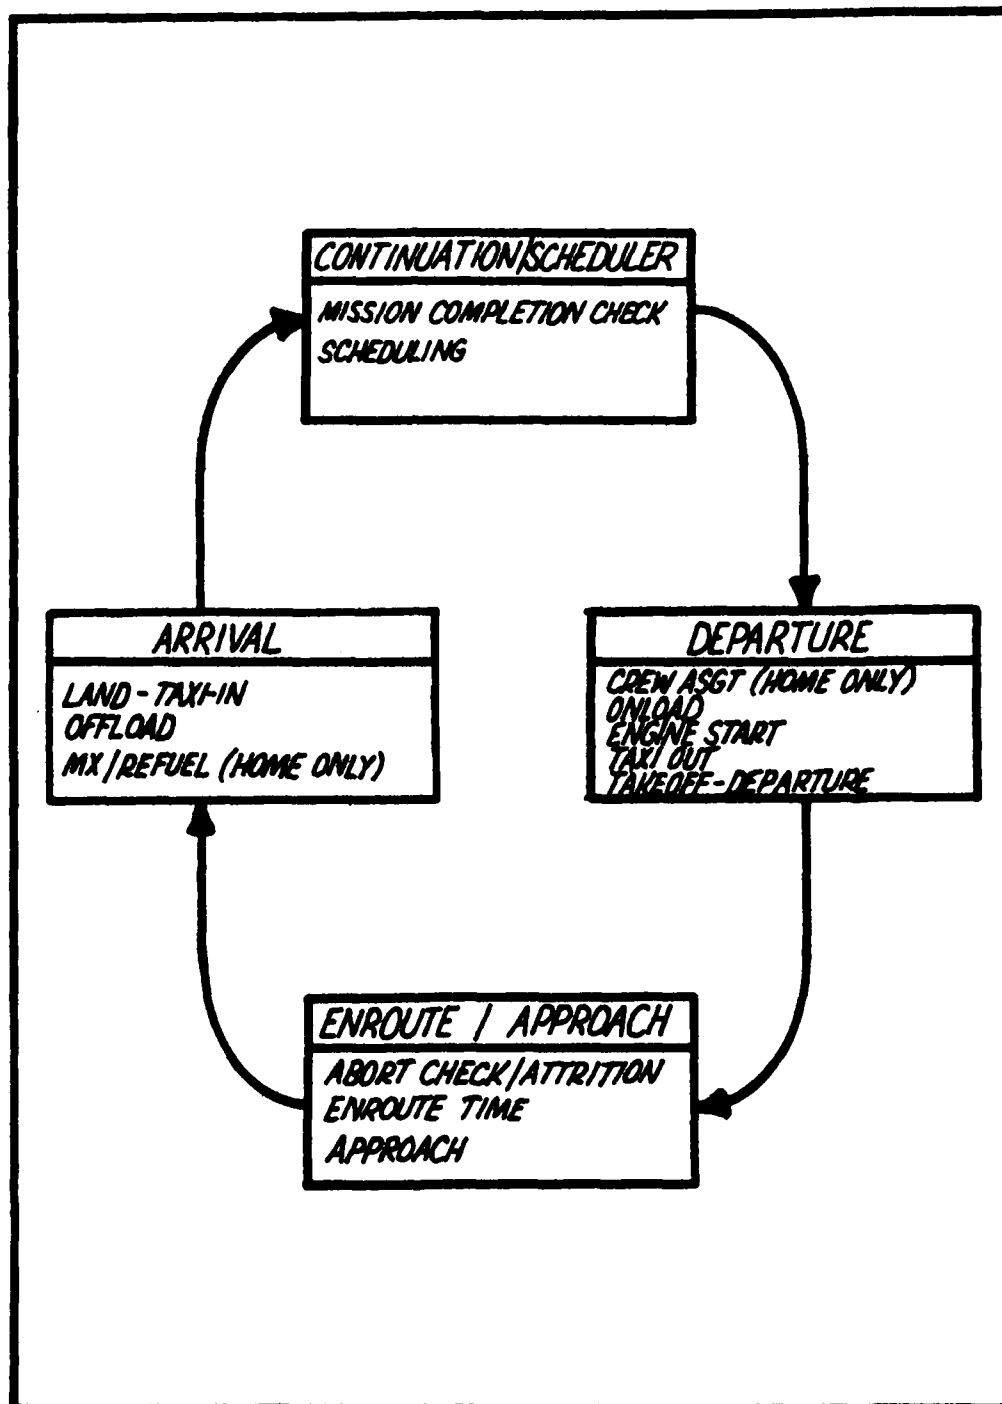 CONTINUATION/SCHEDULER
MISSION COMPLETION CHECK
SCHEDULING
ARRIVAL
LAND-TAXI-IN
OFFLOAD
MX/REFUEL (HOME ONLY)
DEPARTURE
CREW ASGT (HOME ONLY)
ONLOAD
ENGINE START
TAXI OUT
TAKEOFF-DEPARTURE
ENROUTE / APPROACH
ABORT CHECK/ATTRITION
ENROUTE TIME
APPROACH